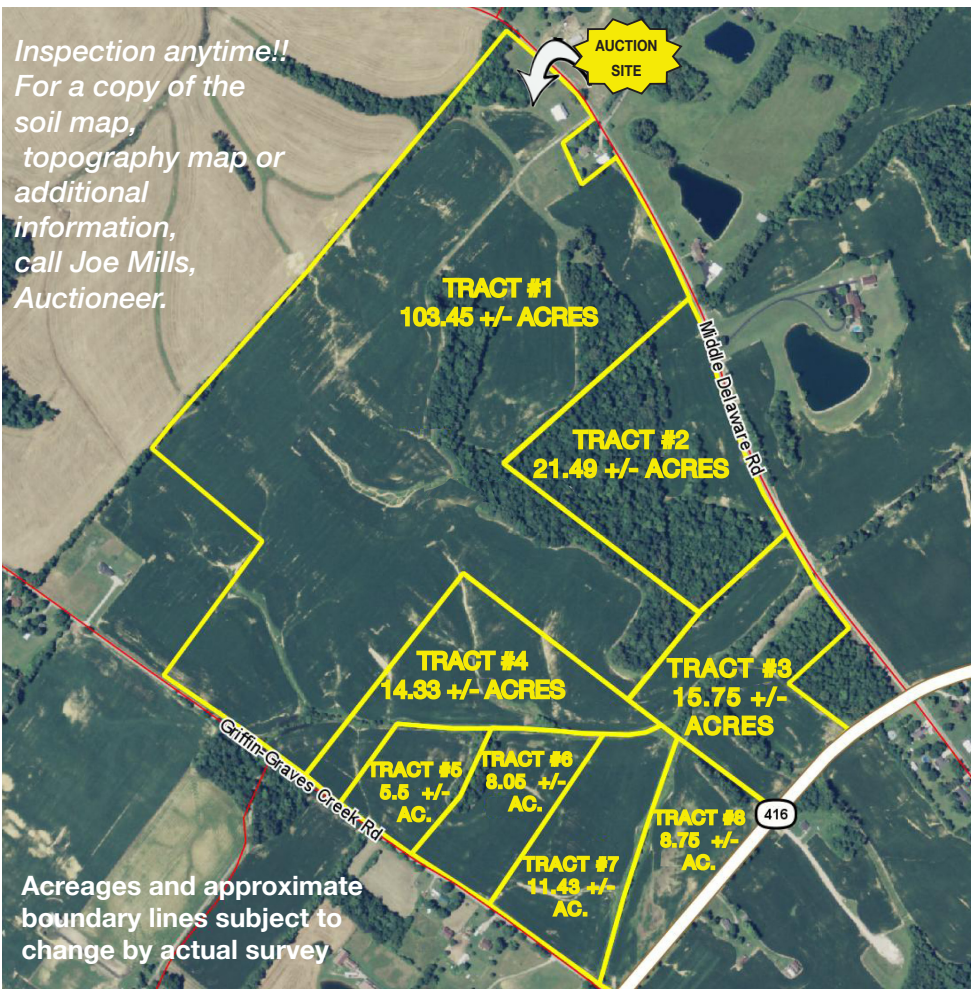 Inspection anytime!!
For a copy of the
soil map,
topography map or
additional
information,
call Joe Mills,
Auctioneer.
AUCTION
SITE
TRACT #1
103.45 +/- ACRES
Middle Delaware Rd
TRACT #2
21.49 +/- ACRES
TRACT #3
15.75 +/-
ACRES
TRACT #4
14.33 +/- ACRES
Griffin-Graves Creek Rd
TRACT #5
5.5 +/-
AC.
TRACT #6
8.05 +/-
AC.
TRACT #7
11.43 +/-
AC.
TRACT #8
8.75 +/-
AC.
416
Acreages and approximate
boundary lines subject to
change by actual survey